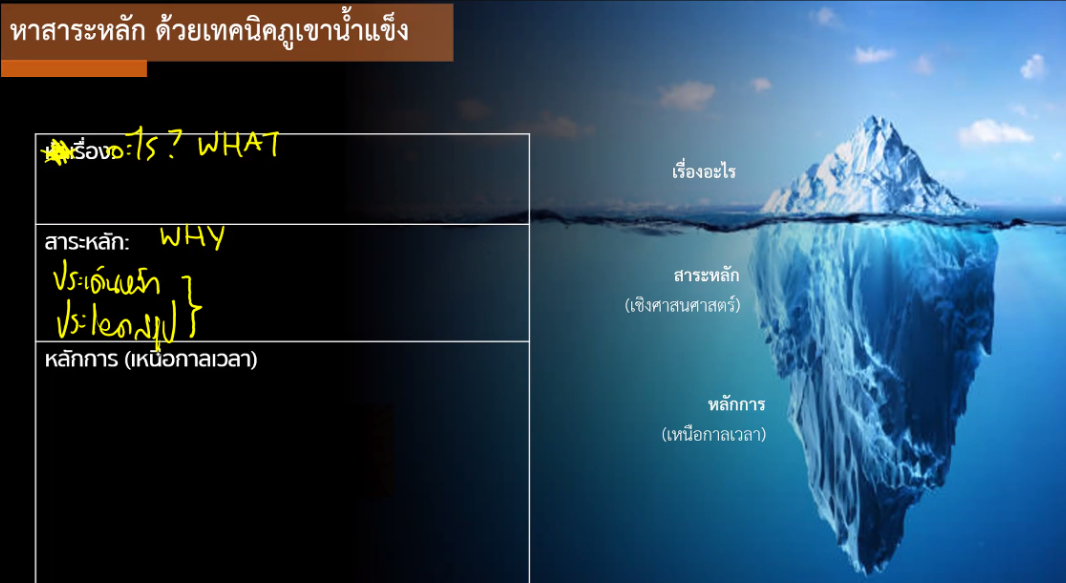 หาสาระหลัก ด้วยเทคนิคภูเขาน้ำแข็ง
เรื่อง: อะไร? WHAT
สาระหลัก: WHY
ประเด็นหลัก
ประโยคสรุป
หลักการ (เหนือกาลเวลา)
เรื่องอะไร
สาระหลัก
(เชิงศาสนศาสตร์)
หลักการ
(เหนือกาลเวลา)